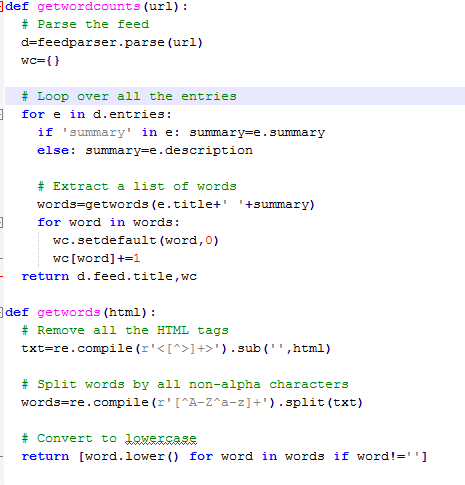 def getwordcounts(url):
  # Parse the feed
  d=feedparser.parse(url)
  wc={}

  # Loop over all the entries
  for e in d.entries:
    if 'summary' in e: summary=e.summary
    else: summary=e.description

    # Extract a list of words
    words=getwords(e.title+' '+summary)
    for word in words:
      wc.setdefault(word,0)
      wc[word]+=1
  return d.feed.title,wc

def getwords(html):
  # Remove all the HTML tags
  txt=re.compile(r'<[^>]+>').sub('',html)

  # Split words by all non-alpha characters
  words=re.compile(r'[^A-Z^a-z]+').split(txt)

  # Convert to lowercase
  return [word.lower() for word in words if word!='']